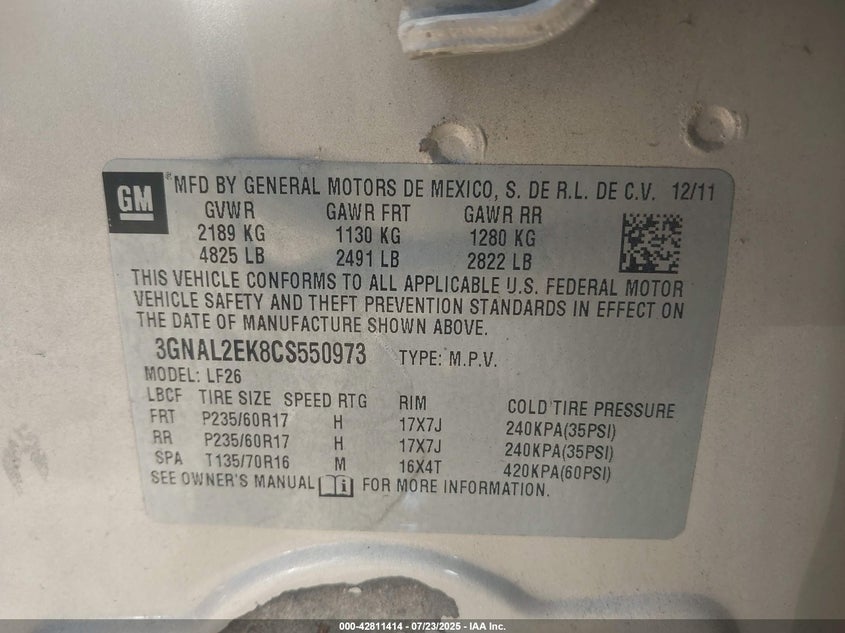 GM
MFD BY GENERAL MOTORS DE MEXICO, S. DE R.L. DE C.V. 12/11
GVWR GAWR FRT GAWR RR
2189 KG 1130 KG 1280 KG
4825 LB 2491 LB 2822 LB
THIS VEHICLE CONFORMS TO ALL APPLICABLE U.S. FEDERAL MOTOR
VEHICLE SAFETY AND THEFT PREVENTION STANDARDS IN EFFECT ON
THE DATE OF MANUFACTURE SHOWN ABOVE.
3GNAL2EK8CS550973 TYPE: M.P.V.
MODEL: LF26
LBCF TIRE SIZE SPEED RTG RIM COLD TIRE PRESSURE
FRT P235/60R17 H 17X7J 240KPA(35PSI)
RR P235/60R17 H 17X7J 240KPA(35PSI)
SPA T135/70R16 M 16X4T 420KPA(60PSI)
SEE OWNER'S MANUAL i FOR MORE INFORMATION.
000-42811414 - 07/23/2025 - IAA Inc.